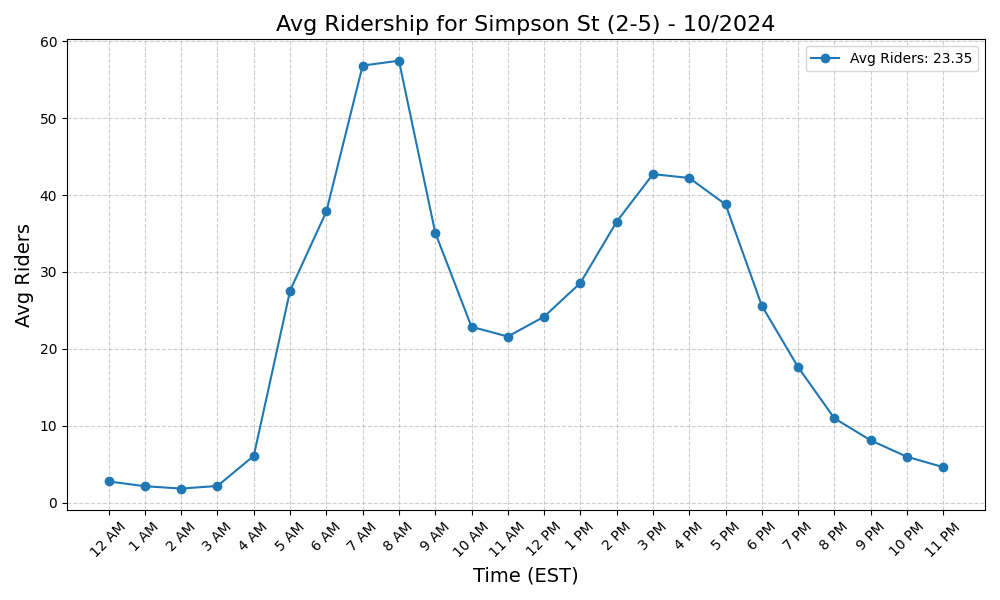 Avg Ridership for Simpson St (2-5) - 10/2024
Avg Riders: 23.35
Avg Riders
60
50
40
30
20
10
0
12 AM
1 AM
2 AM
3 AM
4 AM
5 AM
6 AM
7 AM
8 AM
9 AM
10 AM
11 AM
12 PM
1 PM
2 PM
3 PM
4 PM
5 PM
6 PM
7 PM
8 PM
9 PM
10 PM
11 PM
Time (EST)